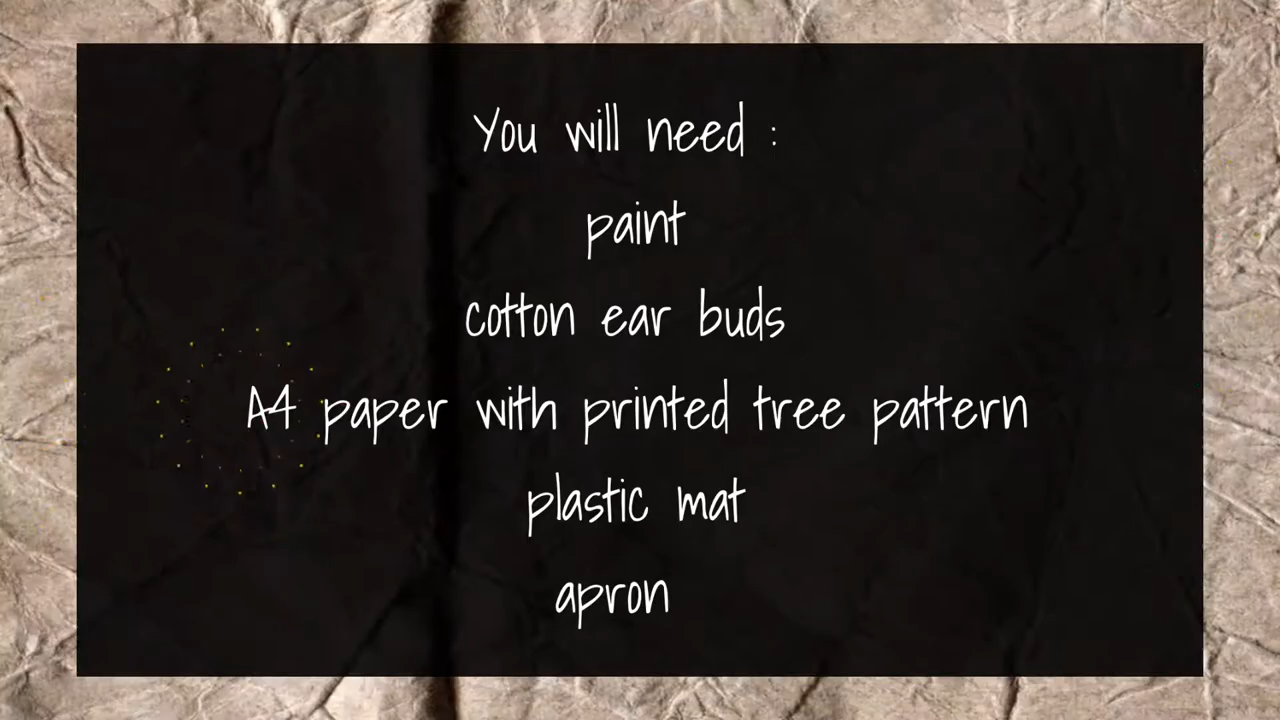 You will need :
paint
cotton ear buds
A4 paper with printed tree pattern
plastic mat
apron